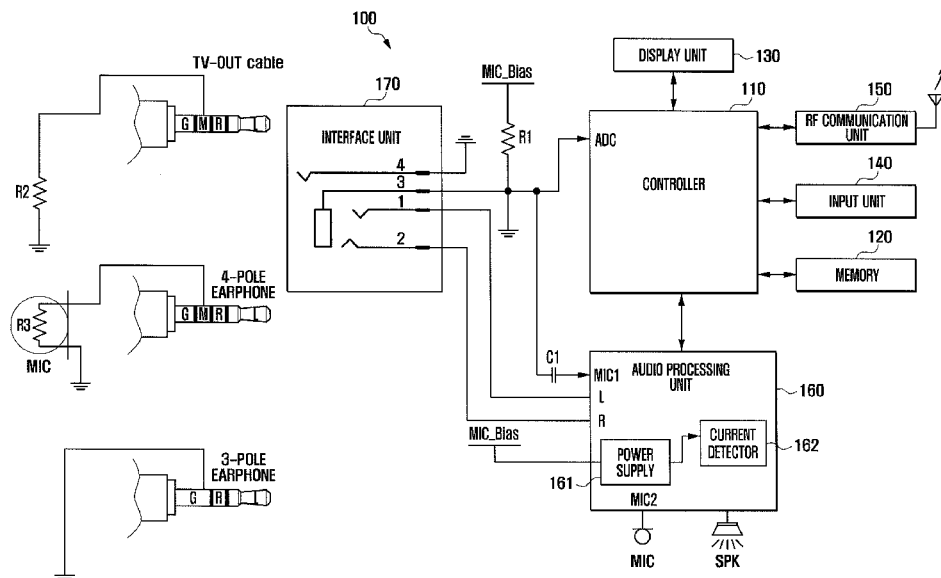 100
TV-OUT cable
G M R
R2
170
INTERFACE UNIT
4
3
1
2
MIC_Bias
R1
DISPLAY UNIT
130
110
ADC
CONTROLLER
150
RF COMMUNICATION
UNIT
140
INPUT UNIT
120
MEMORY
4-POLE
EARPHONE
G M R
R3
MIC
C1
MIC1
AUDIO PROCESSING
UNIT
160
L
R
MIC_Bias
POWER
SUPPLY
161
CURRENT
DETECTOR
162
MIC2
MIC
SPK
3-POLE
EARPHONE
G R